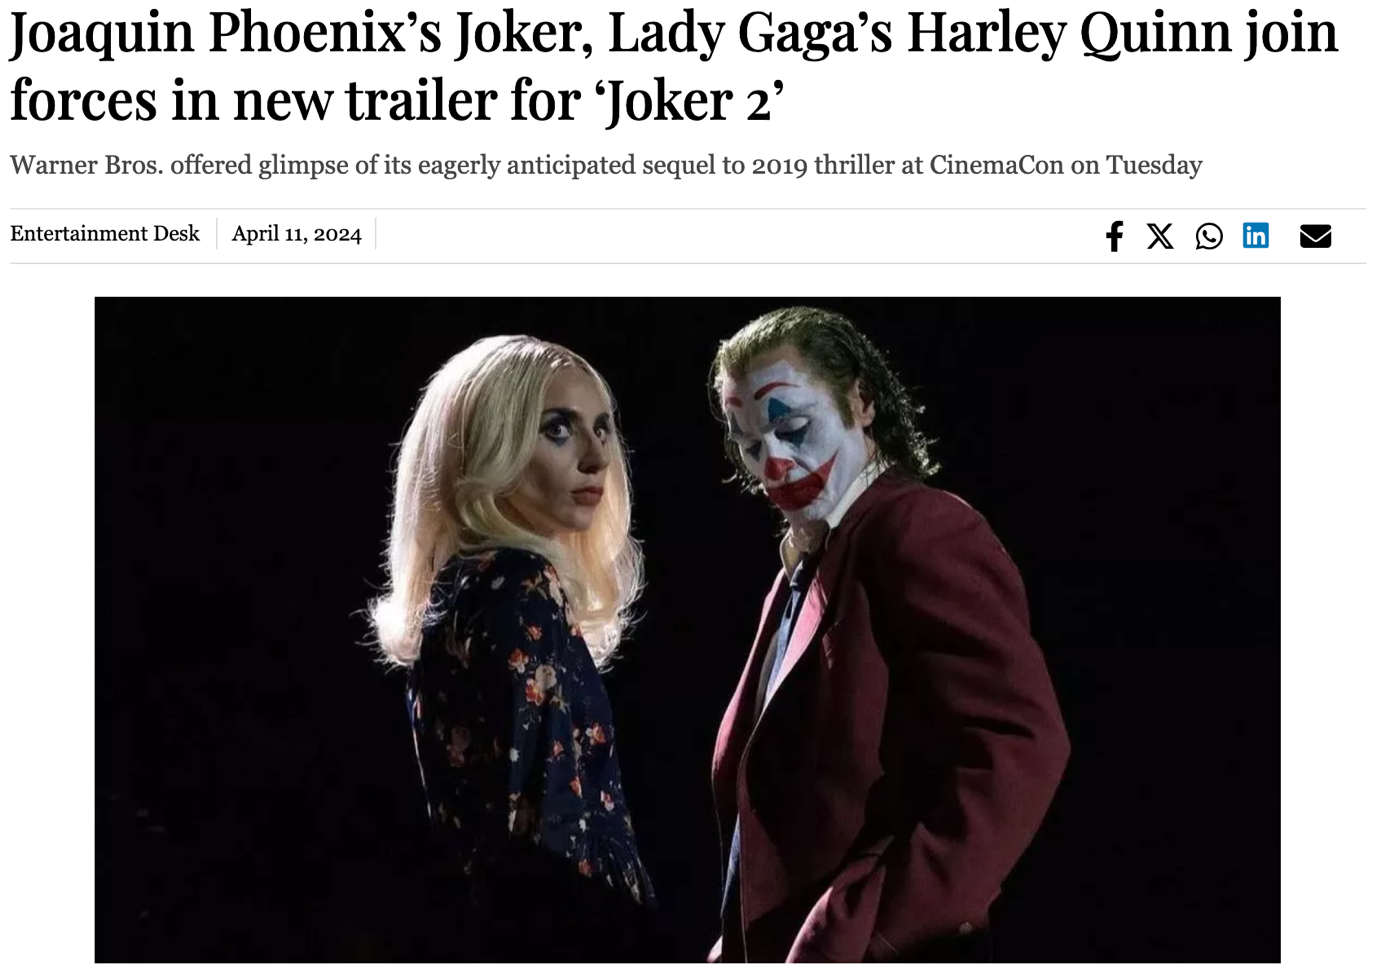 Joaquin Phoenix’s Joker, Lady Gaga’s Harley Quinn join
forces in new trailer for ‘Joker 2’
Warner Bros. offered glimpse of its eagerly anticipated sequel to 2019 thriller at CinemaCon on Tuesday
Entertainment Desk April 11, 2024